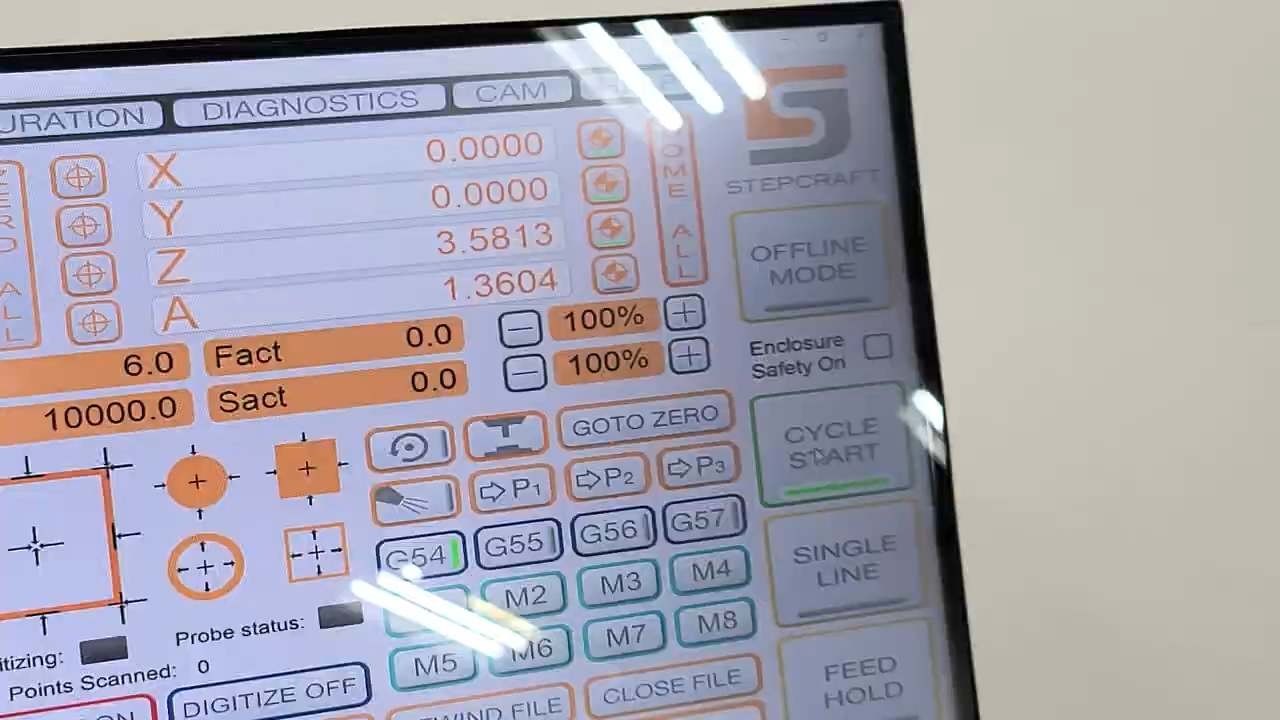 DIAGNOSTICS
CAM
X 0.0000
Y 0.0000
Z 3.5813
A 1.3604
ALL
STEPCRAFT
OFFLINE
MODE
6.0
Fact 0.0
100%
10000.0
Sact 0.0
100%
Enclosure
Safety On
GOTO ZERO
CYCLE
START
P1
P2
P3
G54
G55
G56
G57
M2
M3
M4
SINGLE
LINE
Probe status:
M5
M6
M7
M8
Points Scanned: 0
DIGITIZE OFF
CLOSE FILE
FEED
HOLD